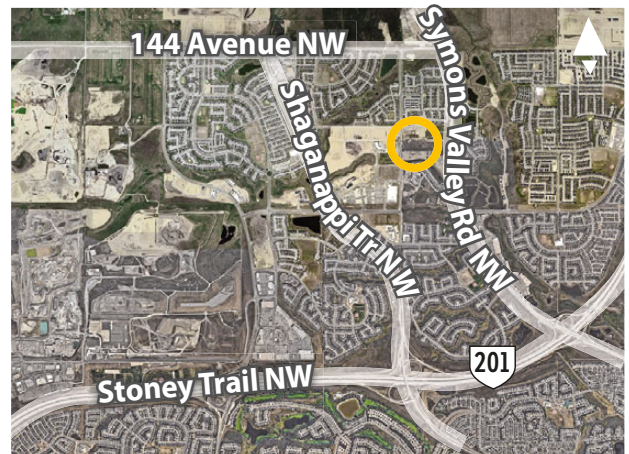 144 Avenue NW
Symons Valley Rd NW
Shaganappi Tr NW
201
Stoney Trail NW